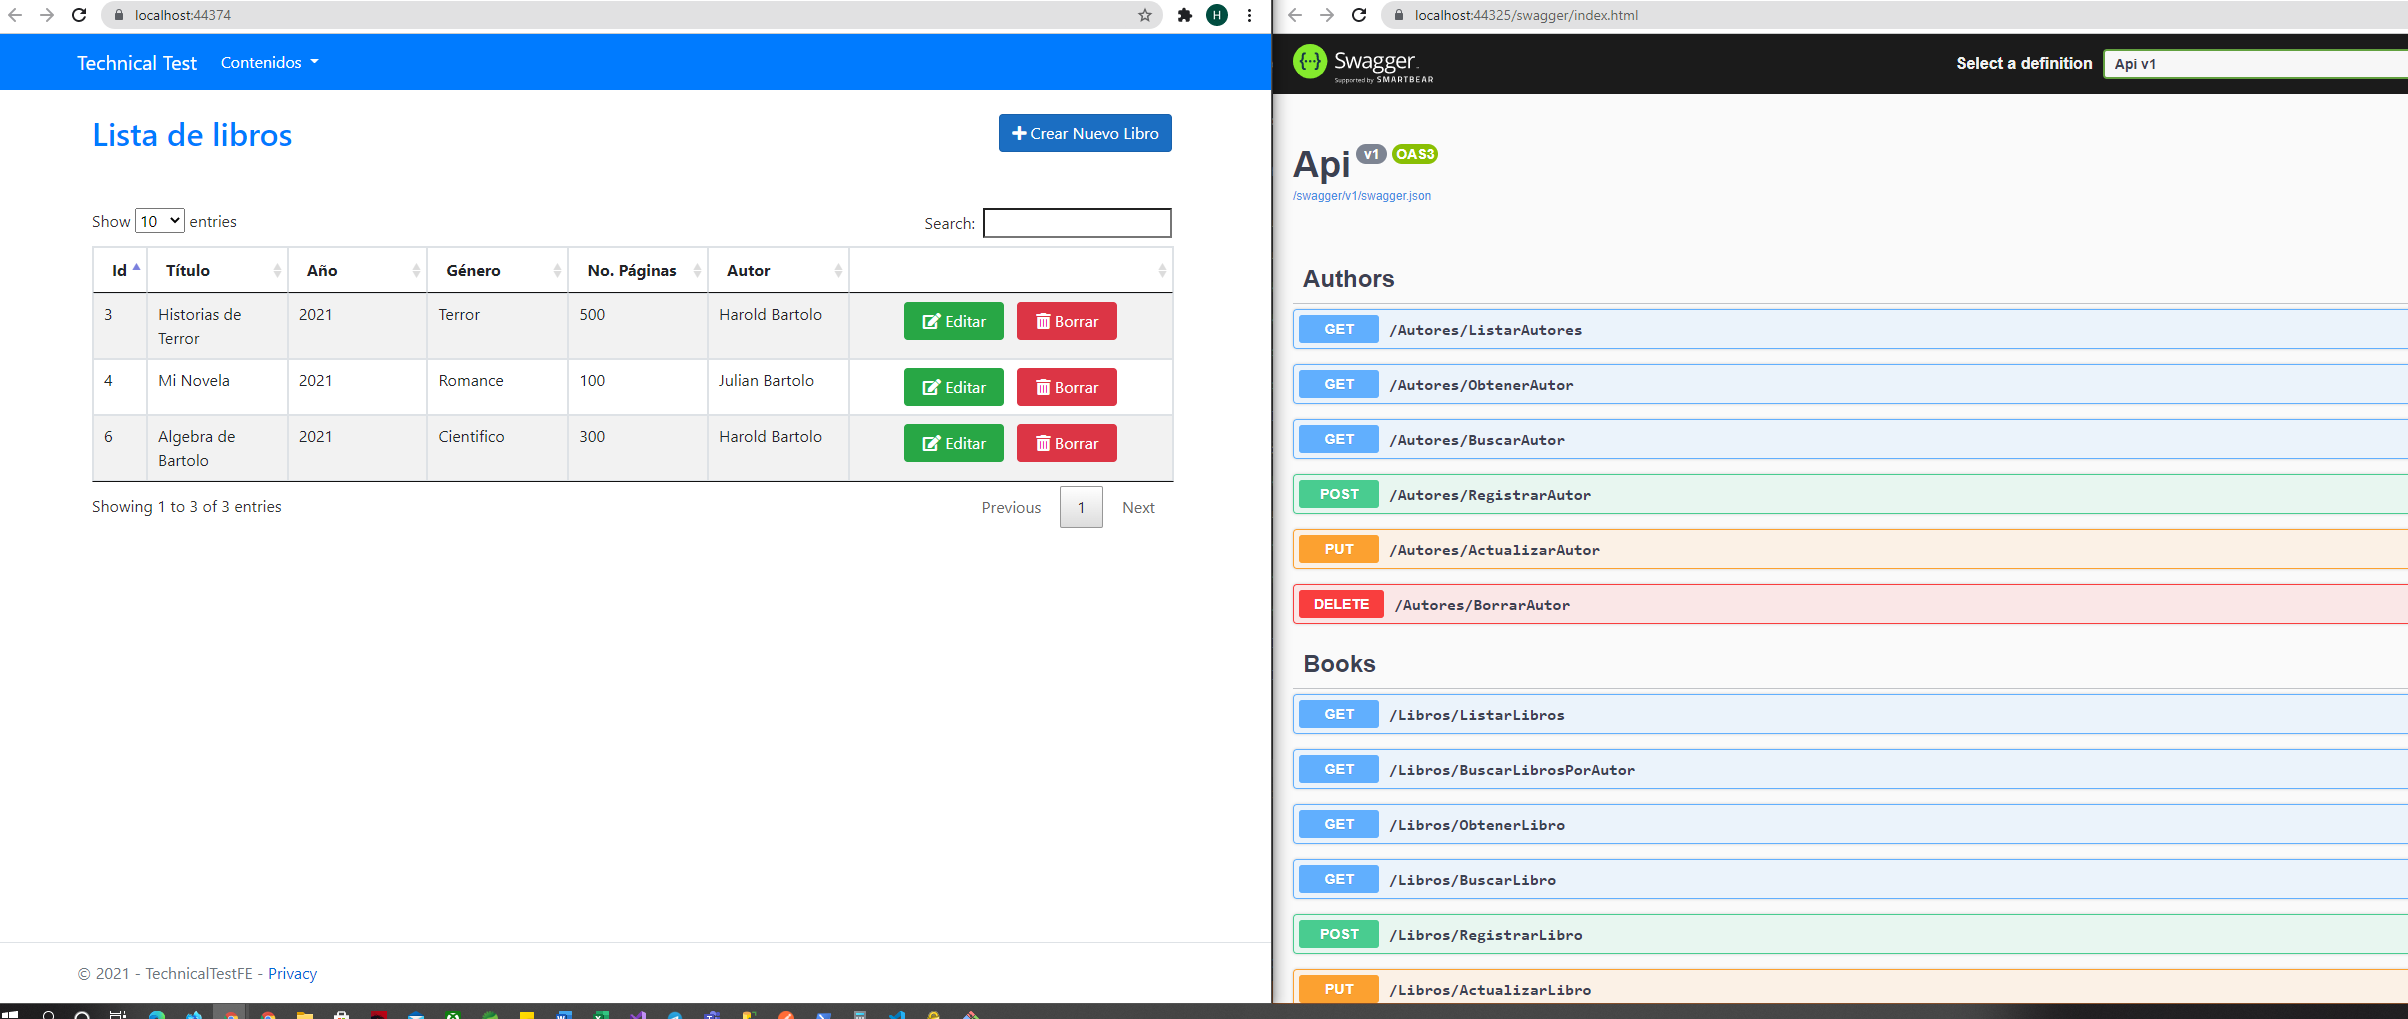 localhost:44374
H
Technical Test Contenidos
Lista de libros
Crear Nuevo Libro
Show 10 entries
Search:
Id Título Año Género No. Páginas Autor
3 Historias de Terror 2021 Terror 500 Harold Bartolo Editar Borrar
4 Mi Novela 2021 Romance 100 Julian Bartolo Editar Borrar
6 Algebra de Bartolo 2021 Cientifico 300 Harold Bartolo Editar Borrar
Showing 1 to 3 of 3 entries
Previous 1 Next
© 2021 - TechnicalTestFE - Privacy
localhost:44325/swagger/index.html
Swagger
Supported by SMARTBEAR
Select a definition Api v1
Api v1 OAS3
/swagger/v1/swagger.json
Authors
GET /Autores/ListarAutores
GET /Autores/ObtenerAutor
GET /Autores/BuscarAutor
POST /Autores/RegistrarAutor
PUT /Autores/ActualizarAutor
DELETE /Autores/BorrarAutor
Books
GET /Libros/ListarLibros
GET /Libros/BuscarLibrosPorAutor
GET /Libros/ObtenerLibro
GET /Libros/BuscarLibro
POST /Libros/RegistrarLibro
PUT /Libros/ActualizarLibro